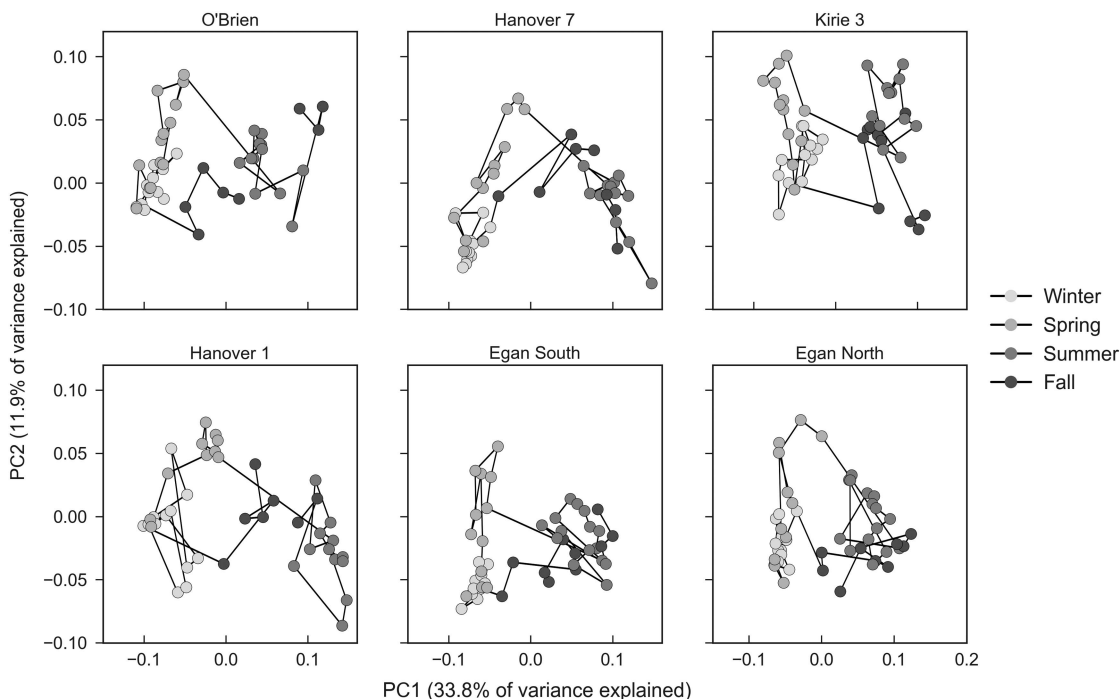 O'Brien
Hanover 7
Kirie 3
0.10
0.05
0.00
−0.05
−0.10
Hanover 1
Egan South
Egan North
0.10
0.05
0.00
−0.05
−0.10
−0.1
0.0
0.1
−0.1
0.0
0.1
−0.1
0.0
0.1
0.2
PC1 (33.8% of variance explained)
PC2 (11.9% of variance explained)
Winter
Spring
Summer
Fall